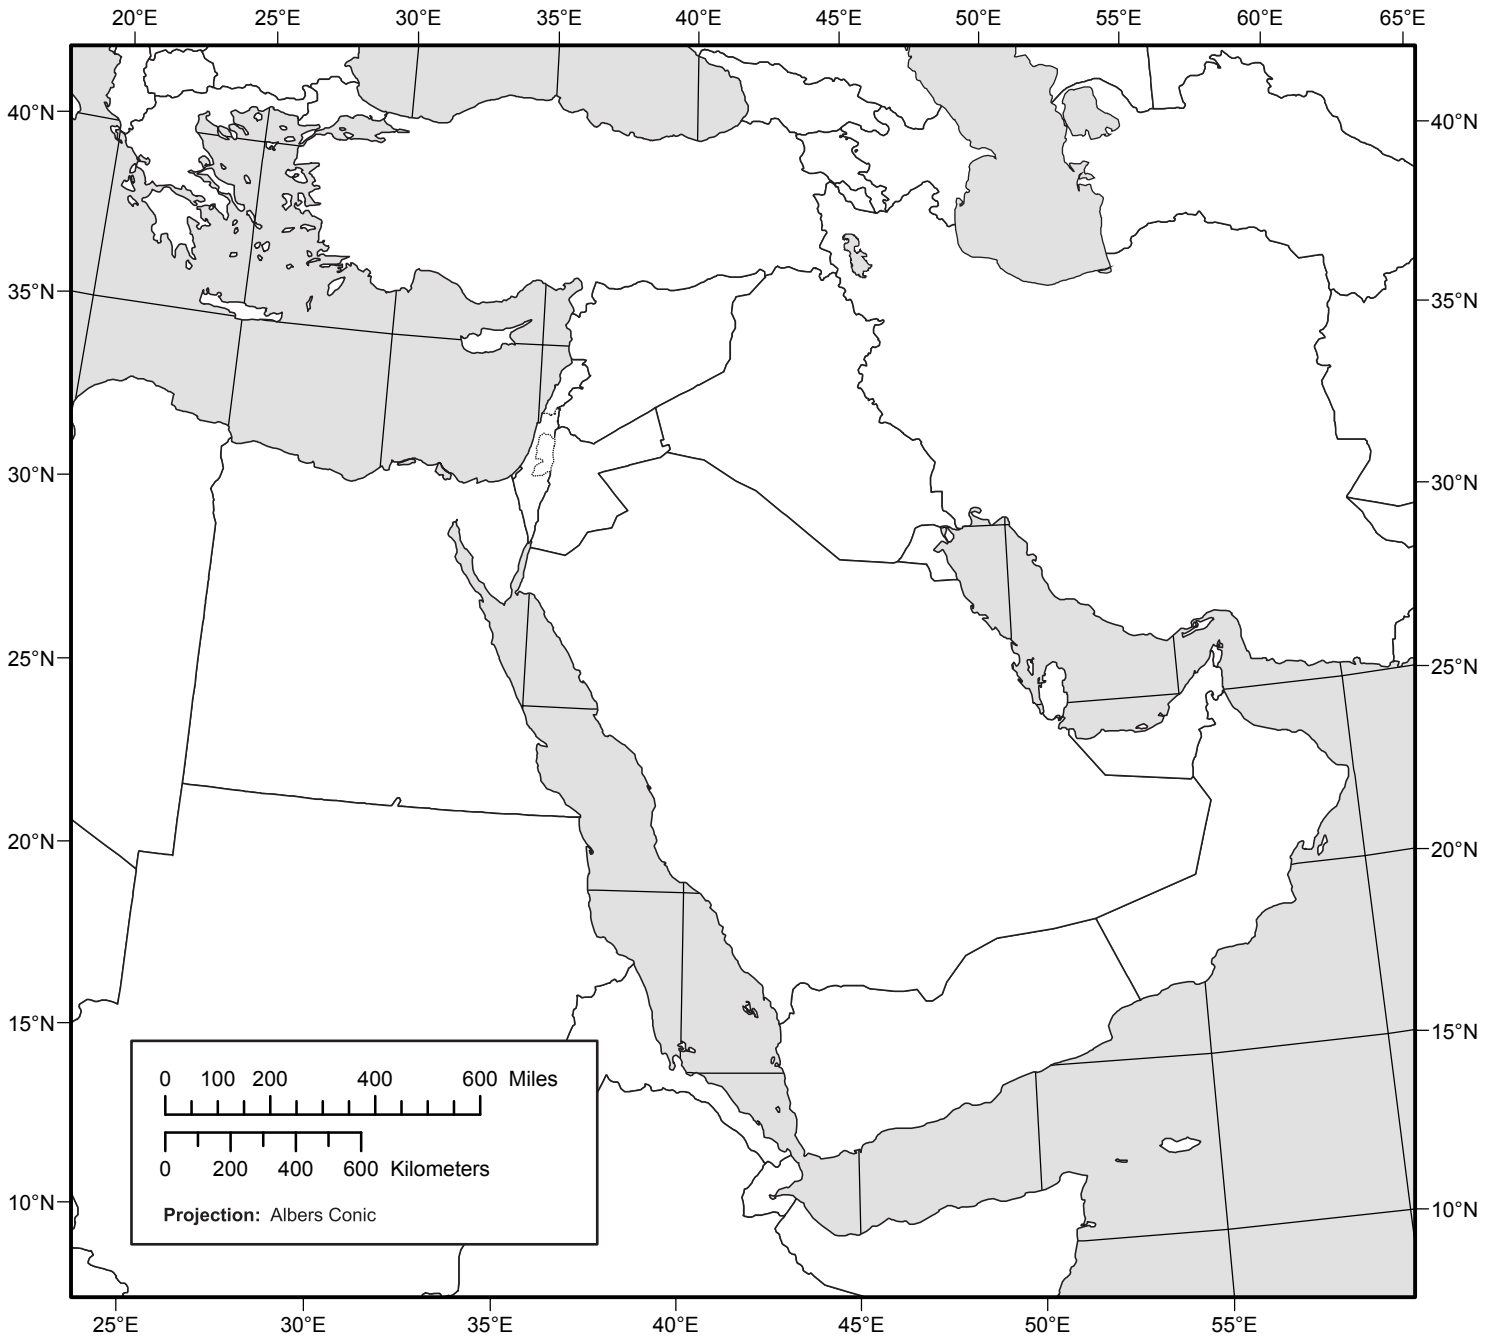 20°E 25°E 30°E 35°E 40°E 45°E 50°E 55°E 60°E 65°E
40°N 40°N
35°N 35°N
30°N 30°N
25°N 25°N
20°N 20°N
15°N 15°N
0 100 200 400 600 Miles
0 200 400 600 Kilometers
10°N 10°N
Projection: Albers Conic
25°E 30°E 35°E 40°E 45°E 50°E 55°E